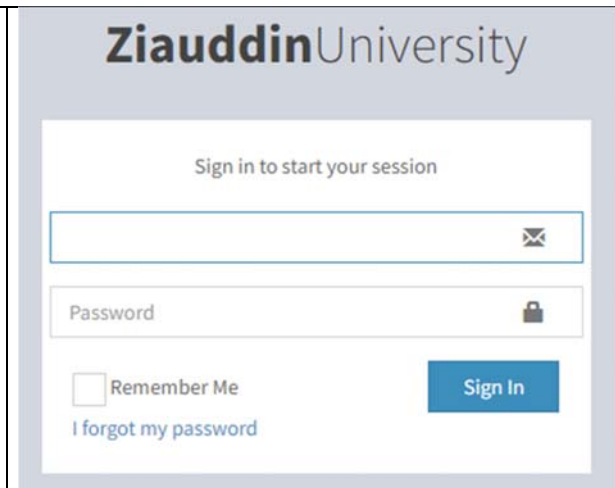 ZiauddinUniversity
Sign in to start your session
Password
Remember Me
Sign In
I forgot my password